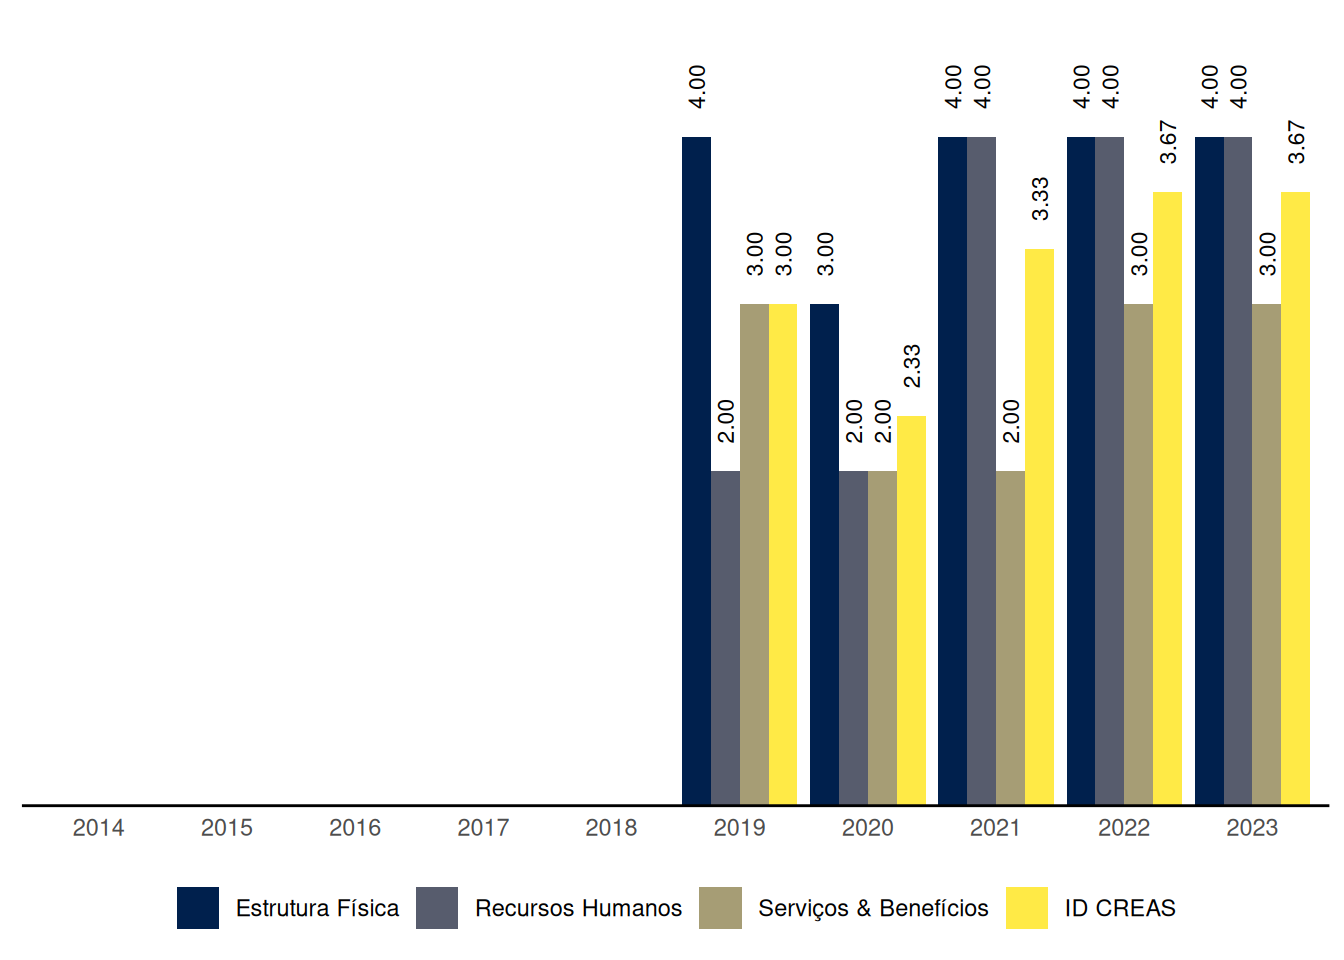 4.00 2.00 3.00 3.00 3.00 2.00 2.00 2.33 4.00 4.00 2.00 3.33 4.00 4.00 3.00 3.67 4.00 4.00 3.00 3.67
2014 2015 2016 2017 2018 2019 2020 2021 2022 2023
Estrutura Física Recursos Humanos Serviços & Benefícios ID CREAS